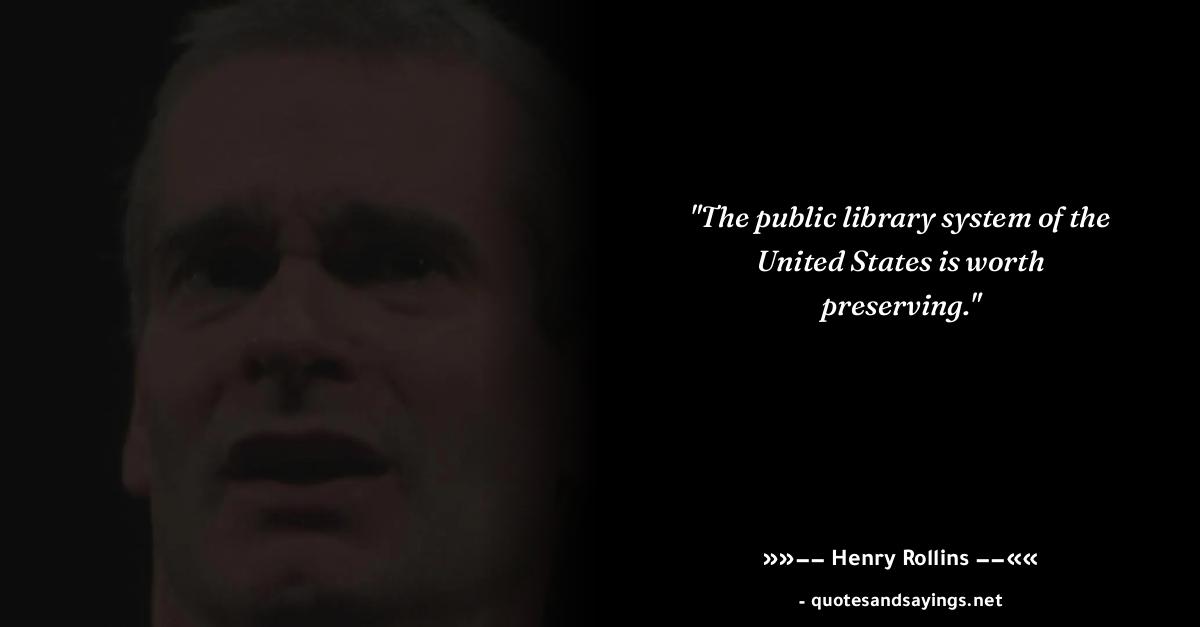 "The public library system of the
United States is worth
preserving."
»»–– Henry Rollins ––««
- quotesandsayings.net